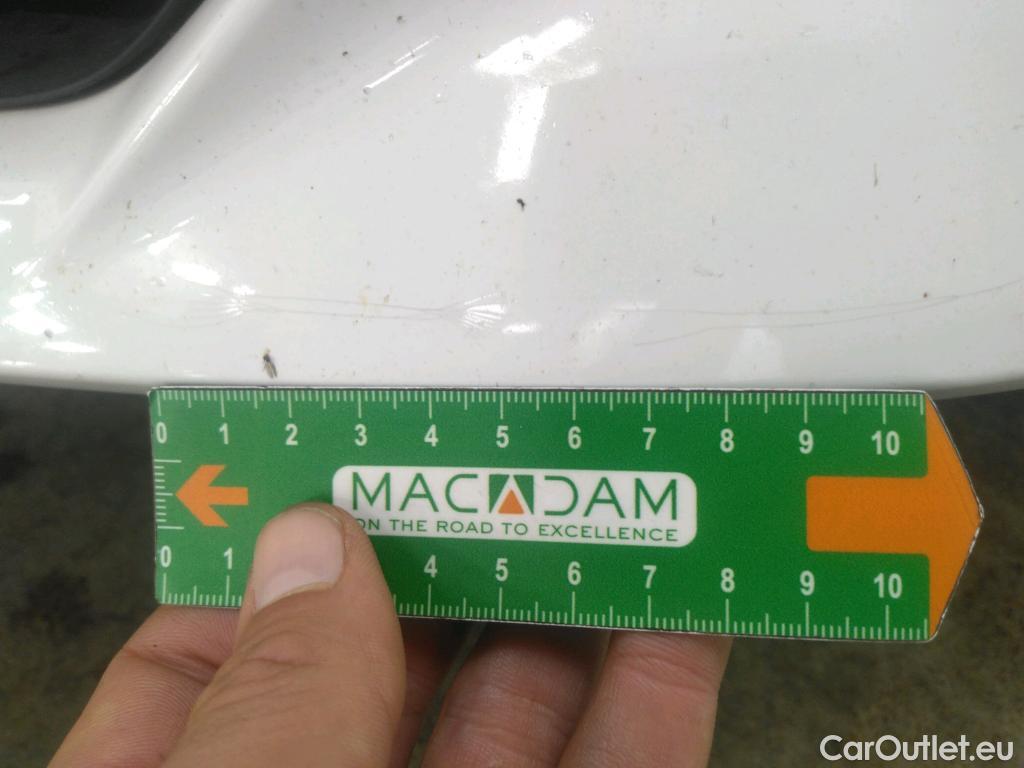 0 1 2 3 4 5 6 7 8 9 10
MACADAM
ON THE ROAD TO EXCELLENCE
0 1 4 5 6 7 8 9 10
CarOutlet.eu